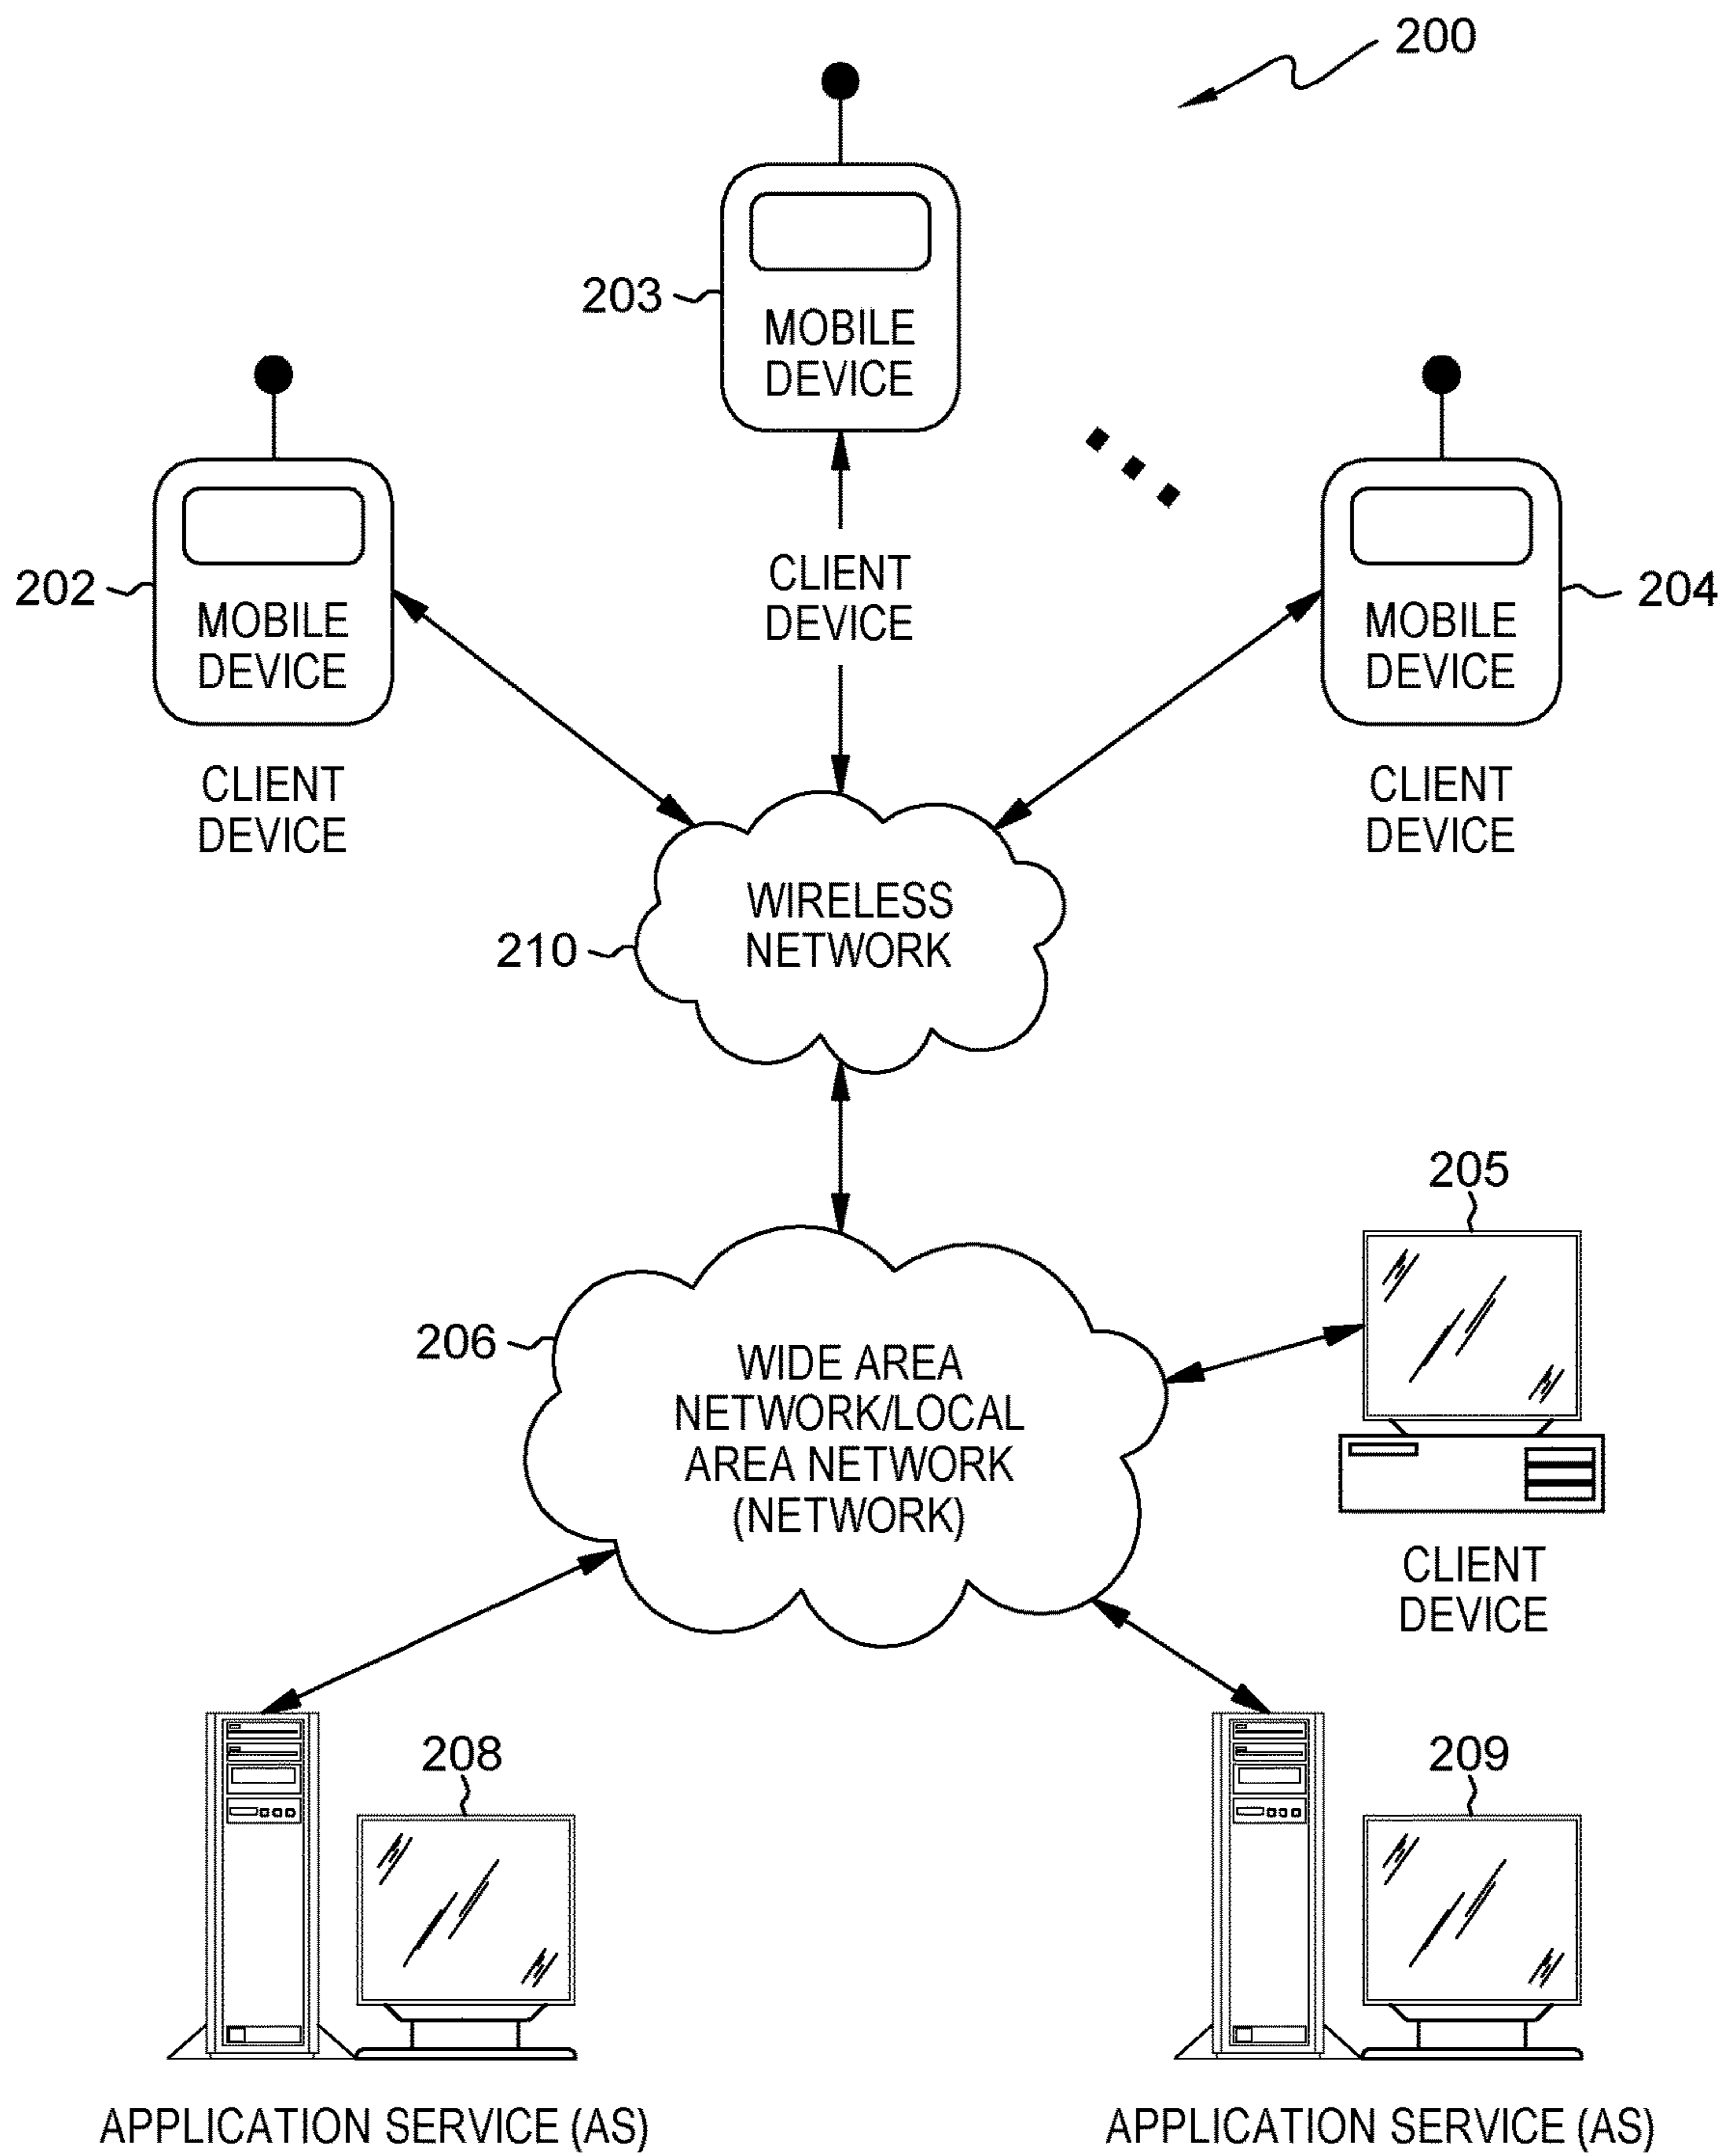 200
203
MOBILE
DEVICE
202
MOBILE
DEVICE
CLIENT
DEVICE
CLIENT
DEVICE
204
MOBILE
DEVICE
CLIENT
DEVICE
210
WIRELESS
NETWORK
205
206
WIDE AREA
NETWORK/LOCAL
AREA NETWORK
(NETWORK)
CLIENT
DEVICE
208
209
APPLICATION SERVICE (AS)
APPLICATION SERVICE (AS)